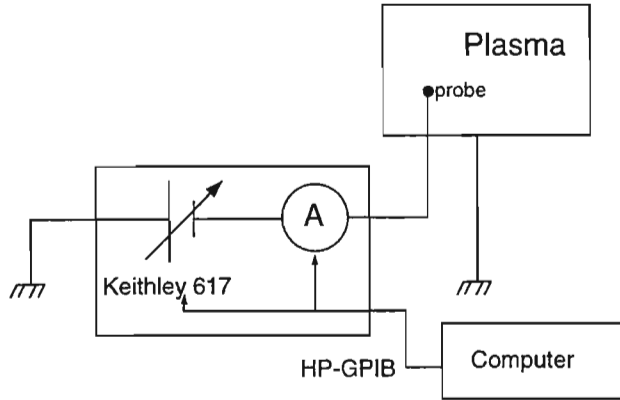 Plasma
probe
A
Keithley 617
HP-GPIB
Computer